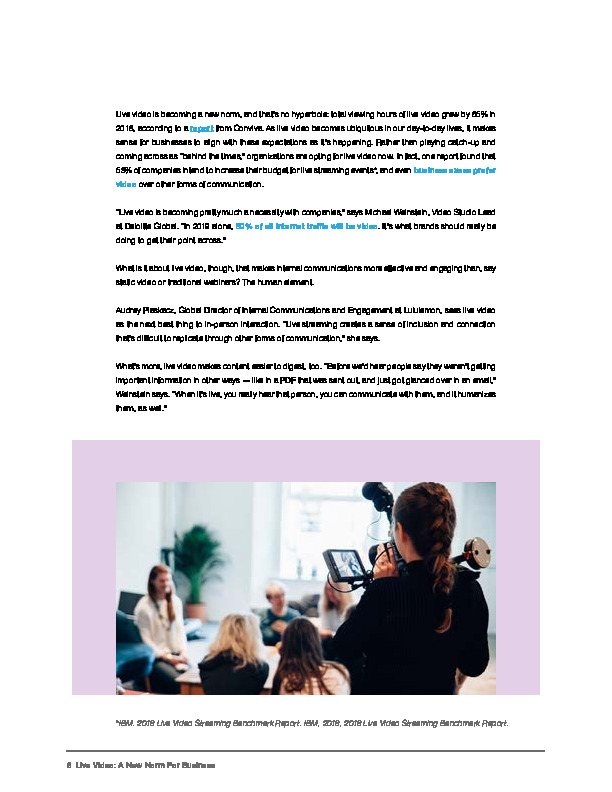 Live video is becoming a new norm, and that's no hyperbole: total viewing hours of live video grew by 65% in
2018, according to a report from Conviva. As live video becomes ubiquitous in our day-to-day lives, it makes
sense for businesses to align with these expectations as it's happening. Rather than playing catch-up and
coming across as "behind the times," organizations are opting for live video now. In fact, one report found that
53% of companies intend to increase their budget for live streaming events*, and even business execs prefer
video over other forms of communication.
"Live video is becoming pretty much a necessity with companies," says Michael Weinstein, Video Studio Lead
at Deloitte Global. "In 2019 alone, 80% of all internet traffic will be video. It's what brands should really be
doing to get their point across."
What is it about live video, though, that makes internal communications more effective and engaging than, say
static video or traditional webinars? The human element.
Audrey Piaskacz, Global Director of Internal Communications and Engagement at Lululemon, sees live video
as the next best thing to in-person interaction. "Live streaming creates a sense of inclusion and connection
that's difficult to replicate through other forms of communication," she says.
What's more, live video makes content easier to digest, too. "Before we'd hear people say they weren't getting
important information in other ways — like in a PDF that was sent out, and just got glanced over in an email,"
Weinstein says. "When it's live, you really hear that person, you can communicate with them, and it humanizes
them, as well."
*IBM. 2018 Live Video Streaming Benchmark Report. IBM, 2018, 2018 Live Video Streaming Benchmark Report.
6 Live Video: A New Norm For Business